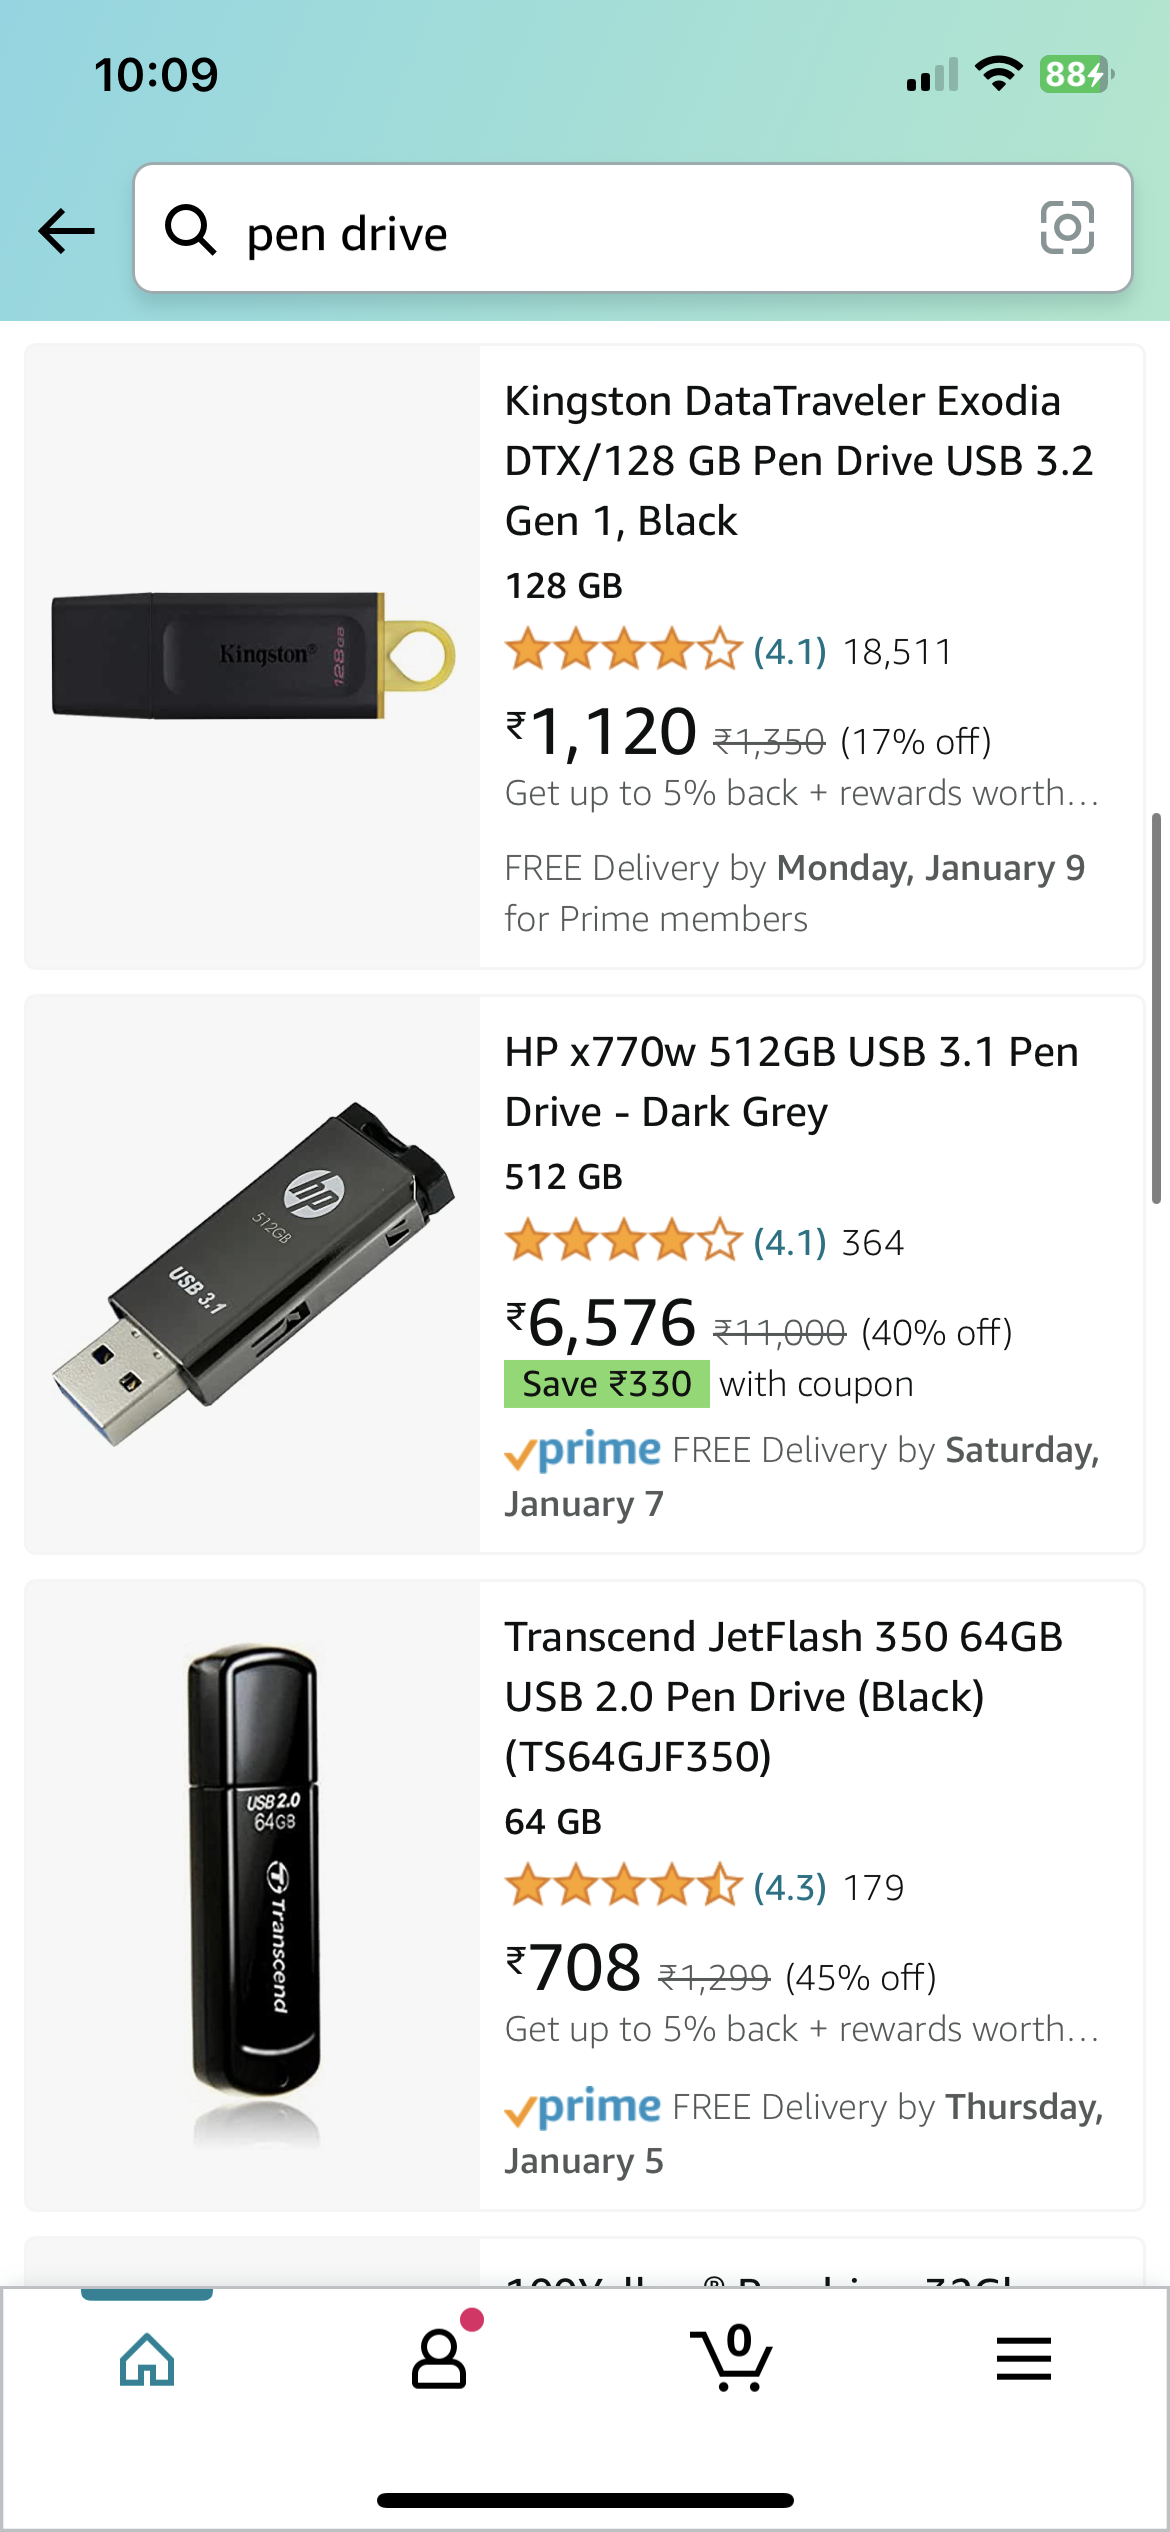 10:09
88
pen drive
Kingston DataTraveler Exodia
DTX/128 GB Pen Drive USB 3.2
Gen 1, Black
128 GB
(4.1) 18,511
₹1,120 ₹1,350 (17% off)
Get up to 5% back + rewards worth...
FREE Delivery by Monday, January 9
for Prime members
Kingston
128GB
HP x770w 512GB USB 3.1 Pen
Drive - Dark Grey
512 GB
(4.1) 364
₹6,576 ₹11,000 (40% off)
Save ₹330 with coupon
prime FREE Delivery by Saturday,
January 7
hp
512GB
USB 3.1
Transcend JetFlash 350 64GB
USB 2.0 Pen Drive (Black)
(TS64GJF350)
64 GB
(4.3) 179
₹708 ₹1,299 (45% off)
Get up to 5% back + rewards worth...
prime FREE Delivery by Thursday,
January 5
USB 2.0
64GB
Transcend
0